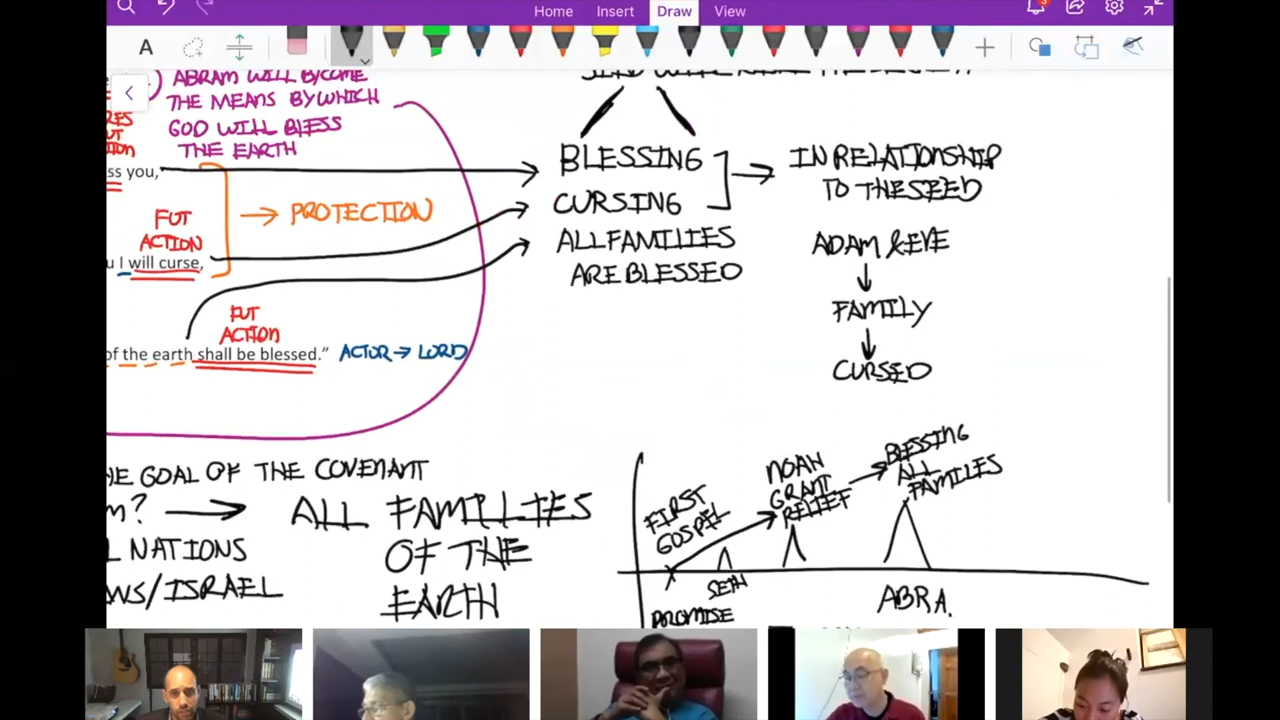 Home Insert Draw View
A
ABRAM WILL BECOME
THE MEANS BY WHICH
GOD WILL BLESS
THE EARTH
ss you,
FUT
ACTION
PROTECTION
u I will curse,
FUT
ACTION
of the earth shall be blessed.” ACTOR → LORD
BLESSING
CURSING
ALL FAMILIES
ARE BLESSED
IN RELATIONSHIP
TO THE SEED
ADAM & EVE
FAMILY
CURSED
HE GOAL OF THE COVENANT
m? → ALL FAMILIES
OF THE
EARTH
L NATIONS
WS/ISRAEL
FIRST
GOSPEL
NOAH
GRANT
RELIEF
BLESSING
ALL
FAMILES
SETH
PROMISE
ABRA.